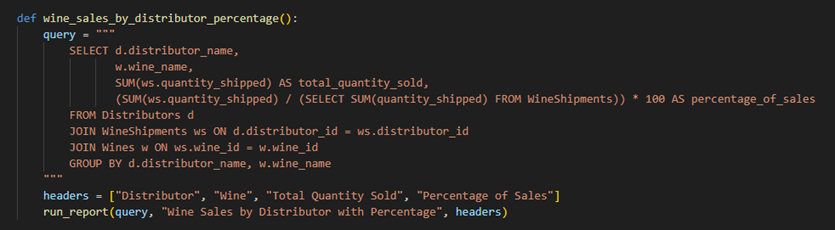 def wine_sales_by_distributor_percentage():
    query = """
        SELECT d.distributor_name,
               w.wine_name,
               SUM(ws.quantity_shipped) AS total_quantity_sold,
               (SUM(ws.quantity_shipped) / (SELECT SUM(quantity_shipped) FROM WineShipments)) * 100 AS percentage_of_sales
        FROM Distributors d
        JOIN WineShipments ws ON d.distributor_id = ws.distributor_id
        JOIN Wines w ON ws.wine_id = w.wine_id
        GROUP BY d.distributor_name, w.wine_name
    """
    headers = ["Distributor", "Wine", "Total Quantity Sold", "Percentage of Sales"]
    run_report(query, "Wine Sales by Distributor with Percentage", headers)